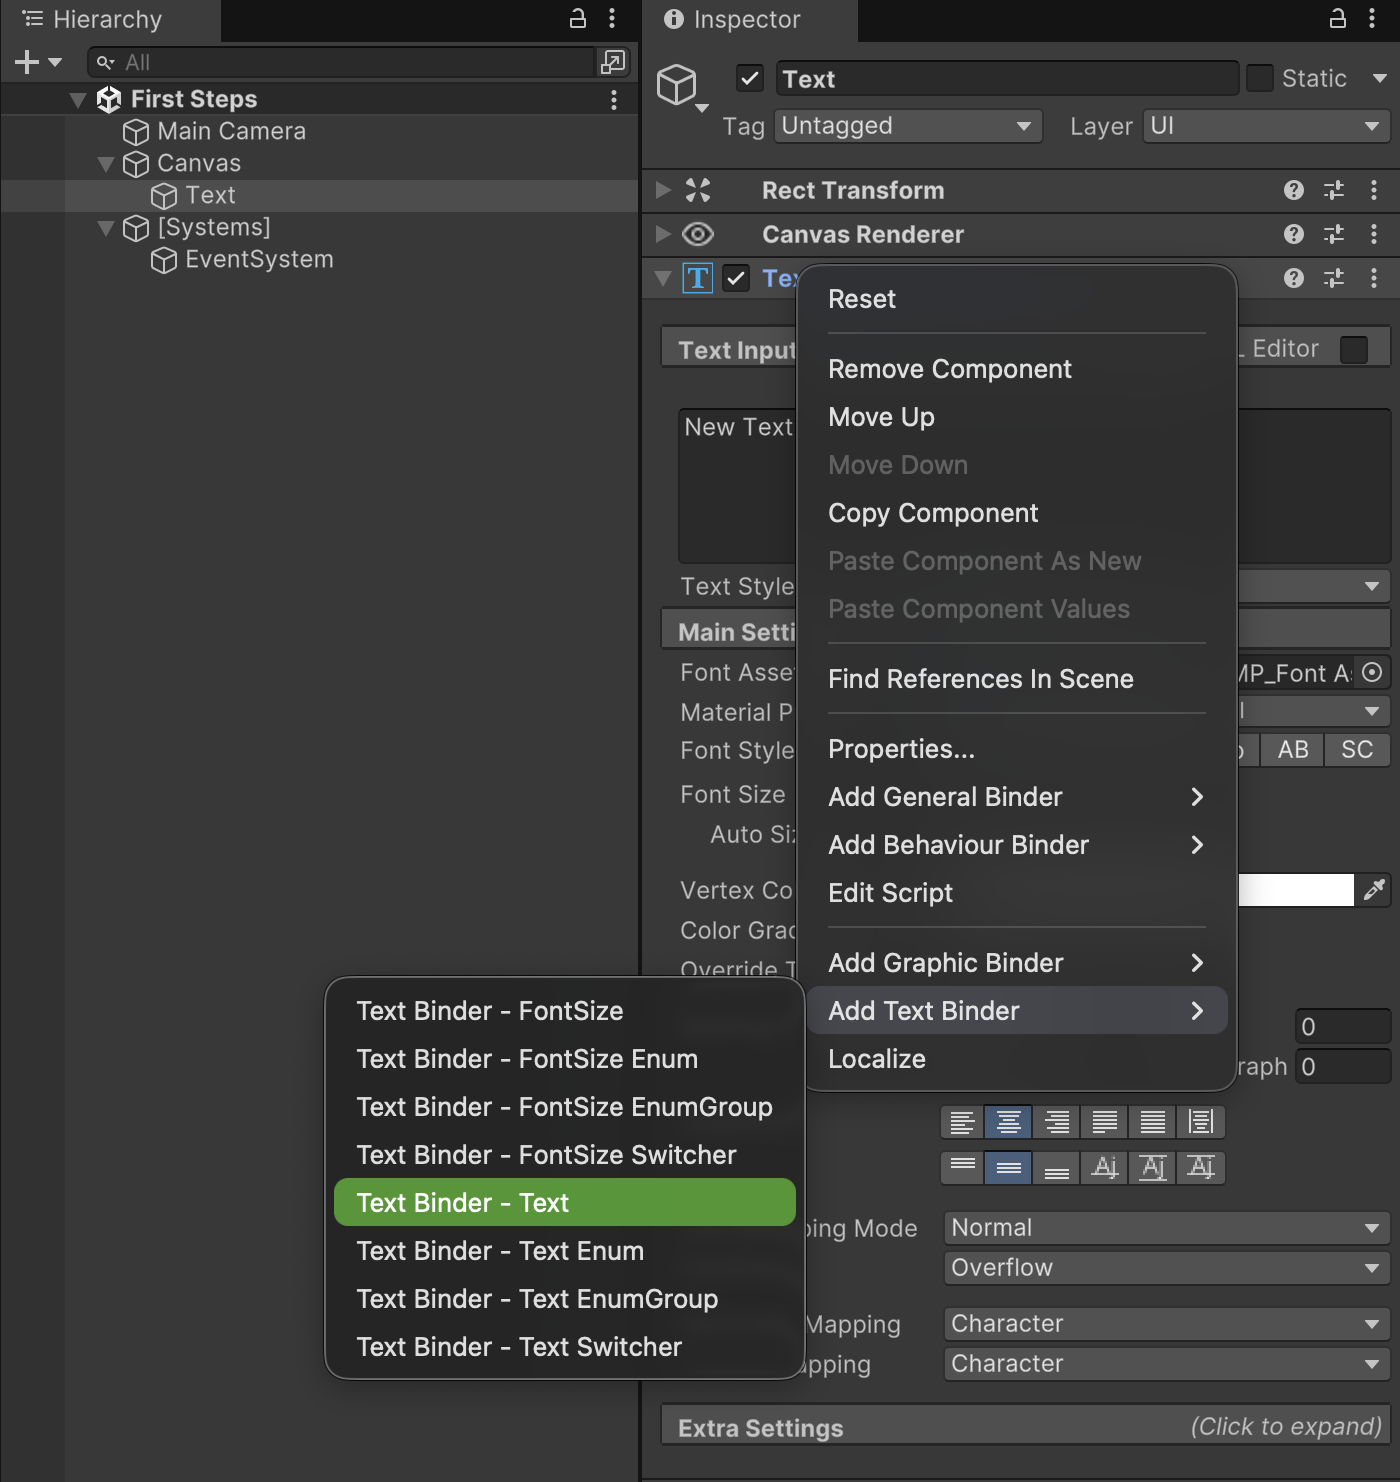 Hierarchy
All
First Steps
Main Camera
Canvas
Text
[Systems]
EventSystem
Inspector
Text
Static
Tag
Untagged
Layer
UI
Rect Transform
Canvas Renderer
Text Input
L Editor
New Text
Text Style
Main Setti
Font Asse
MP_Font A
Material P
Font Style
AB
SC
Font Size
Auto Siz
Vertex Co
Color Grad
Override T
0
raph
0
ping Mode
Normal
Overflow
Mapping
Character
apping
Character
Extra Settings
(Click to expand)
Reset
Remove Component
Move Up
Move Down
Copy Component
Paste Component As New
Paste Component Values
Find References In Scene
Properties...
Add General Binder
Add Behaviour Binder
Edit Script
Add Graphic Binder
Add Text Binder
Localize
Text Binder - FontSize
Text Binder - FontSize Enum
Text Binder - FontSize EnumGroup
Text Binder - FontSize Switcher
Text Binder - Text
Text Binder - Text Enum
Text Binder - Text EnumGroup
Text Binder - Text Switcher